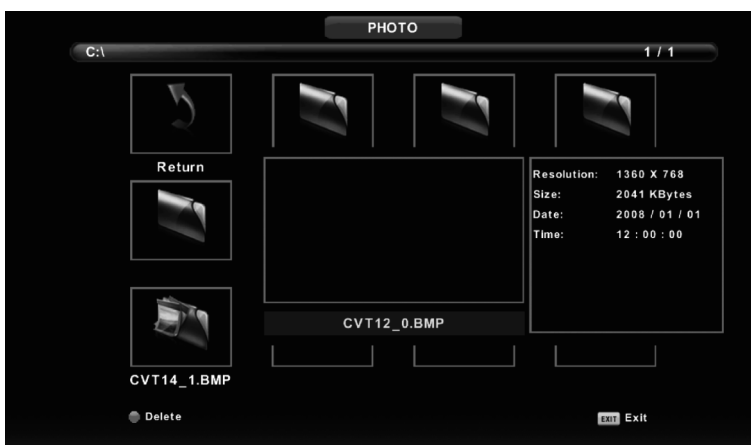 PHOTO
C:\ 1 / 1
Return
Resolution: 1360 X 768
Size: 2041 KBytes
Date: 2008 / 01 / 01
Time: 12 : 00 : 00
CVT12_0.BMP
CVT14_1.BMP
Delete EXIT Exit